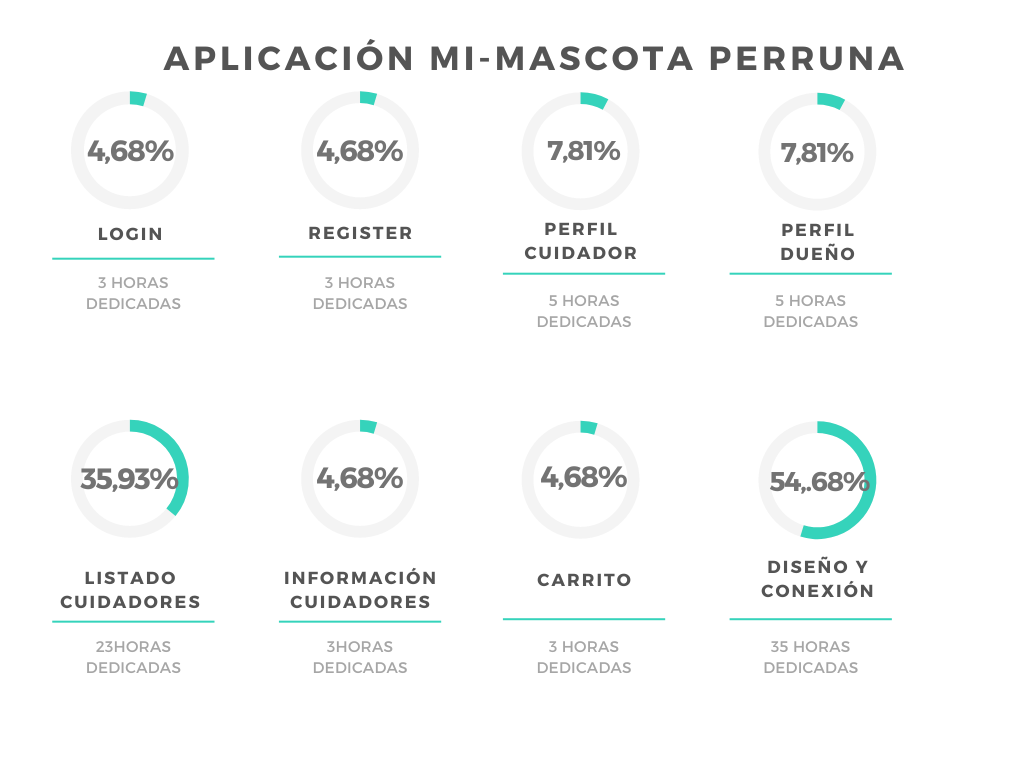 APLICACIÓN MI-MASCOTA PERRUNA
4,68%
4,68%
7,81%
7,81%
LOGIN
REGISTER
PERFIL
CUIDADOR
PERFIL
DUEÑO
3 HORAS
DEDICADAS
3 HORAS
DEDICADAS
5 HORAS
DEDICADAS
5 HORAS
DEDICADAS
35,93%
4,68%
4,68%
54,.68%
LISTADO
CUIDADORES
INFORMACIÓN
CUIDADORES
CARRITO
DISEÑO Y
CONEXIÓN
23HORAS
DEDICADAS
3HORAS
DEDICADAS
3 HORAS
DEDICADAS
35 HORAS
DEDICADAS